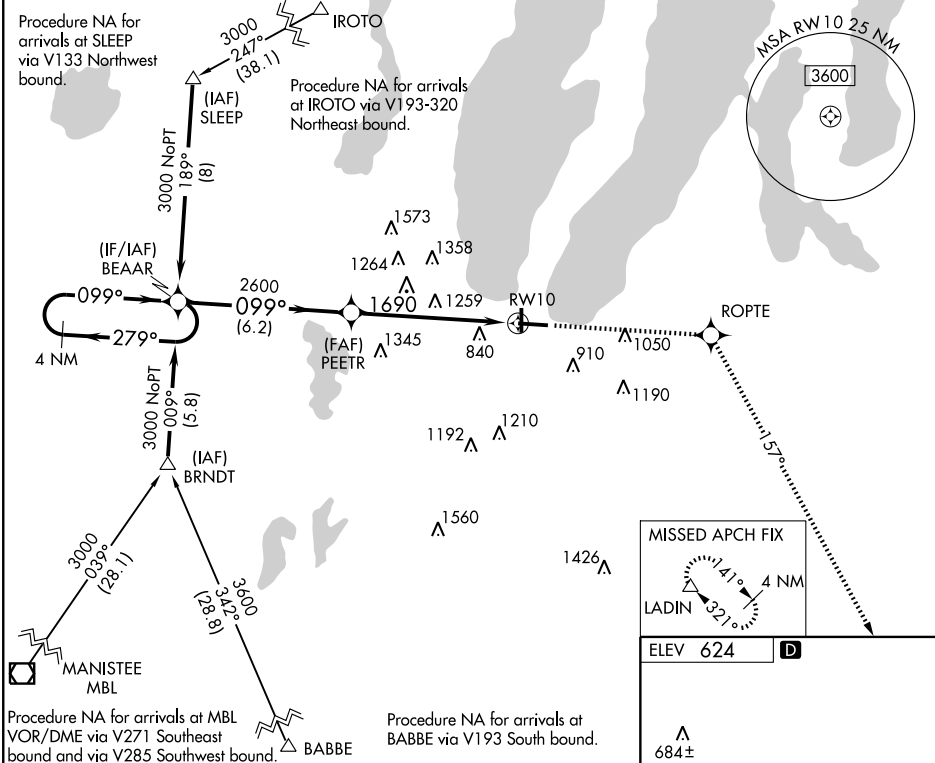 Procedure NA for
arrivals at SLEEP
via V133 Northwest
bound.
IROTO
3000
247°
(38.1)
(IAF)
SLEEP
Procedure NA for arrivals
at IROTO via V193-320
Northeast bound.
MSA RW10 25 NM
3600
3000 NoPT
189°
(8)
(IF/IAF)
BEAAR
1573
1264
1358
099°
2600
099°
(6.2)
1690
1259
RW10
ROPTE
279°
4 NM
(FAF)
PEETR
1345
840
910
1050
1190
3000 NoPT
009°
(5.8)
(IAF)
BRNDT
1192
1210
157°
3000
039°
(28.1)
3600
342°
(28.8)
1560
1426
MISSED APCH FIX
141°
4 NM
LADIN
321°
MANISTEE
MBL
ELEV 624
D
Procedure NA for arrivals at MBL
VOR/DME via V271 Southeast
bound and via V285 Southwest bound.
BABBE
Procedure NA for arrivals at
BABBE via V193 South bound.
684±